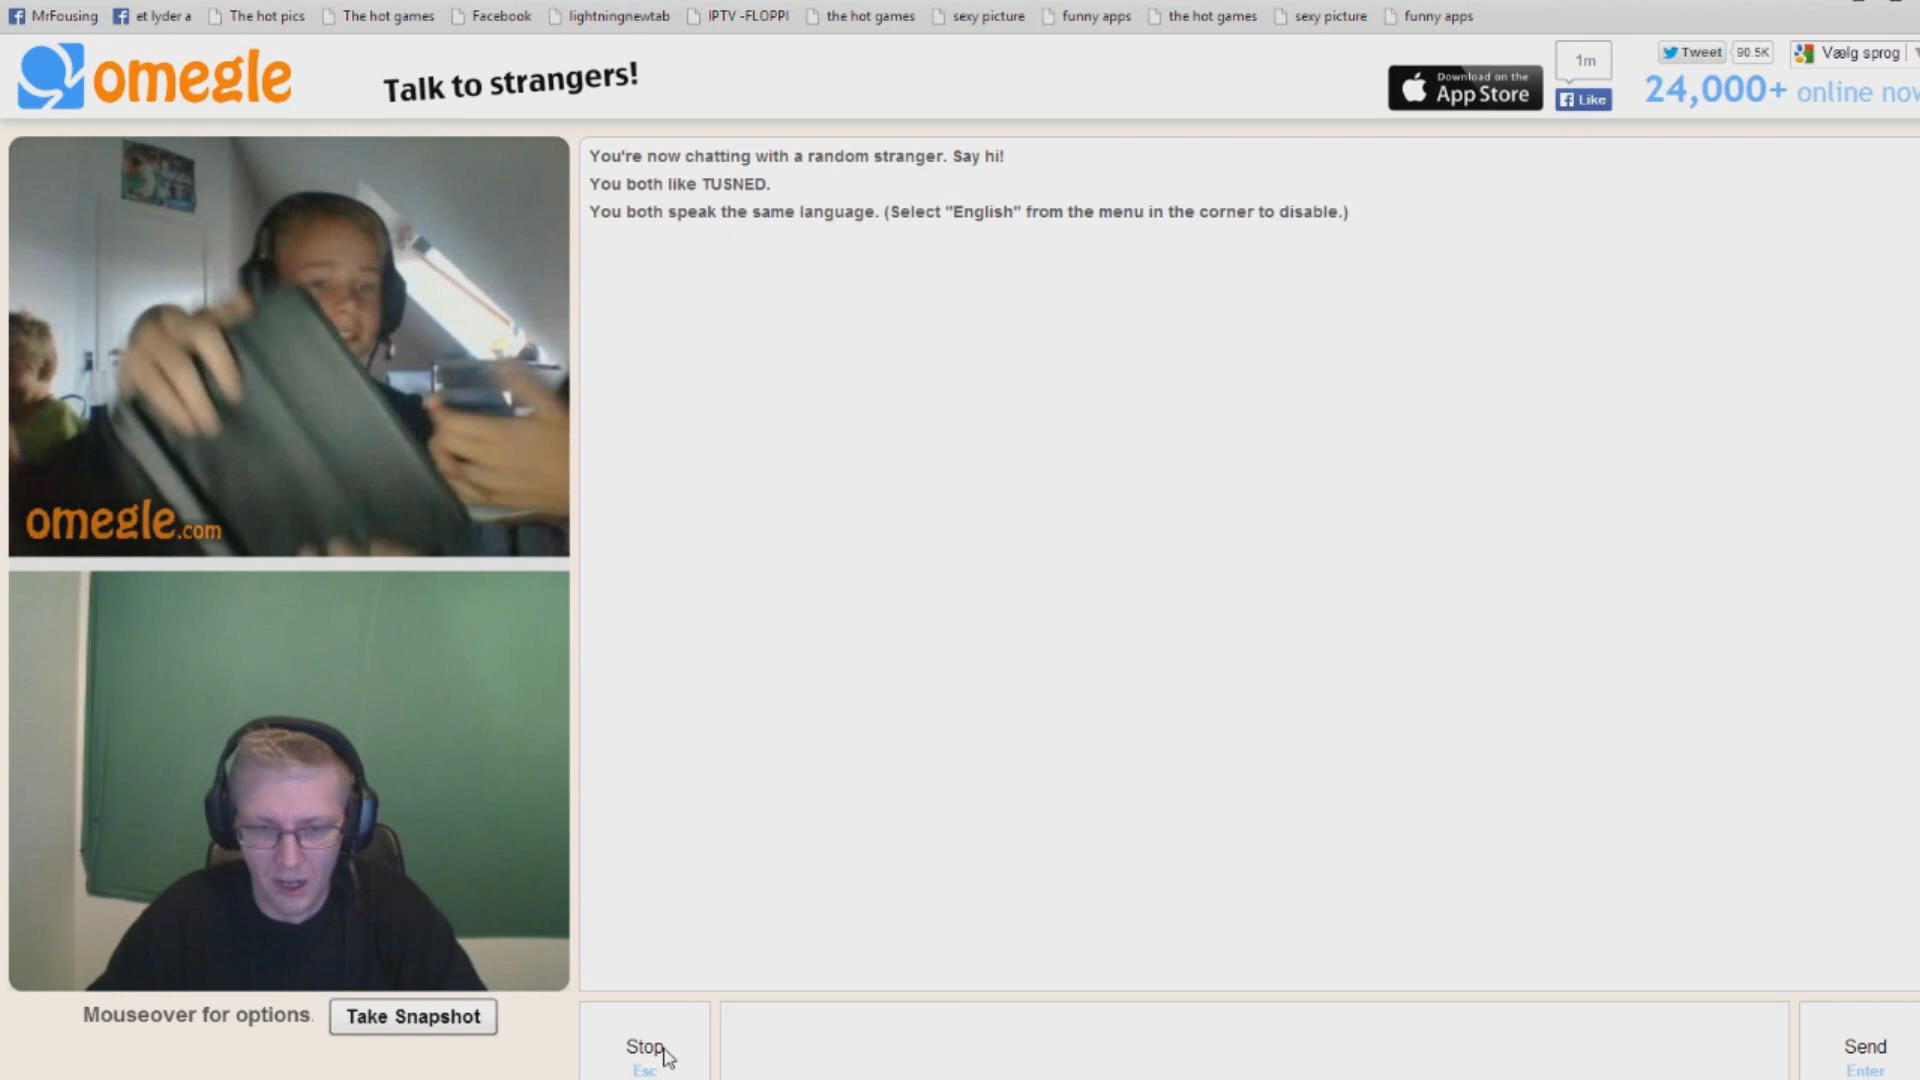 MrFousing et lyder a The hot pics The hot games Facebook lightningnewtab IPTV -FLOPPI the hot games sexy picture funny apps the hot games sexy picture funny apps
omegle
Talk to strangers!
Download on the
App Store
1m
Like
Tweet 90.5K
Vælg sprog
24,000+ online now
You're now chatting with a random stranger. Say hi!
You both like TUSNED.
You both speak the same language. (Select "English" from the menu in the corner to disable.)
omegle.com
Mouseover for options.
Take Snapshot
Stop
Esc
Send
Enter